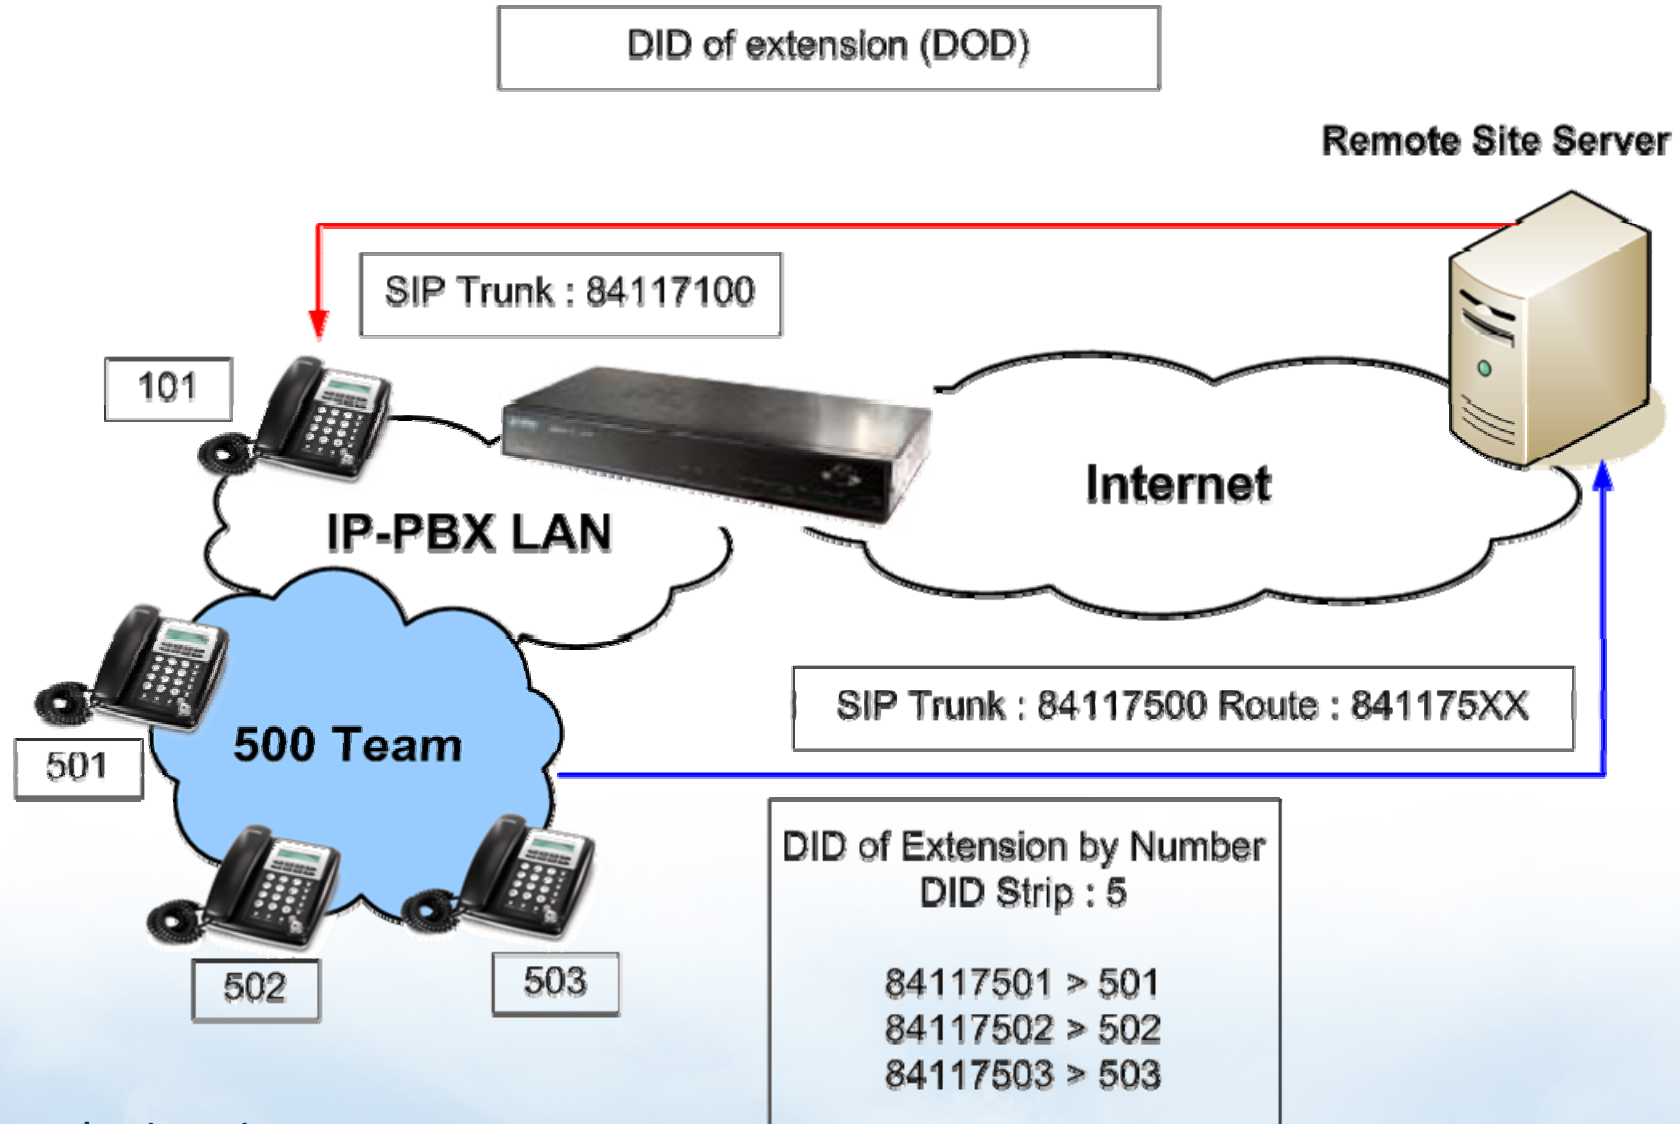 DID of extension (DOD)
Remote Site Server
SIP Trunk : 84117100
101
IP-PBX LAN
Internet
SIP Trunk : 84117500 Route : 841175XX
500 Team
501
502
503
DID of Extension by Number
DID Strip : 5
84117501 > 501
84117502 > 502
84117503 > 503